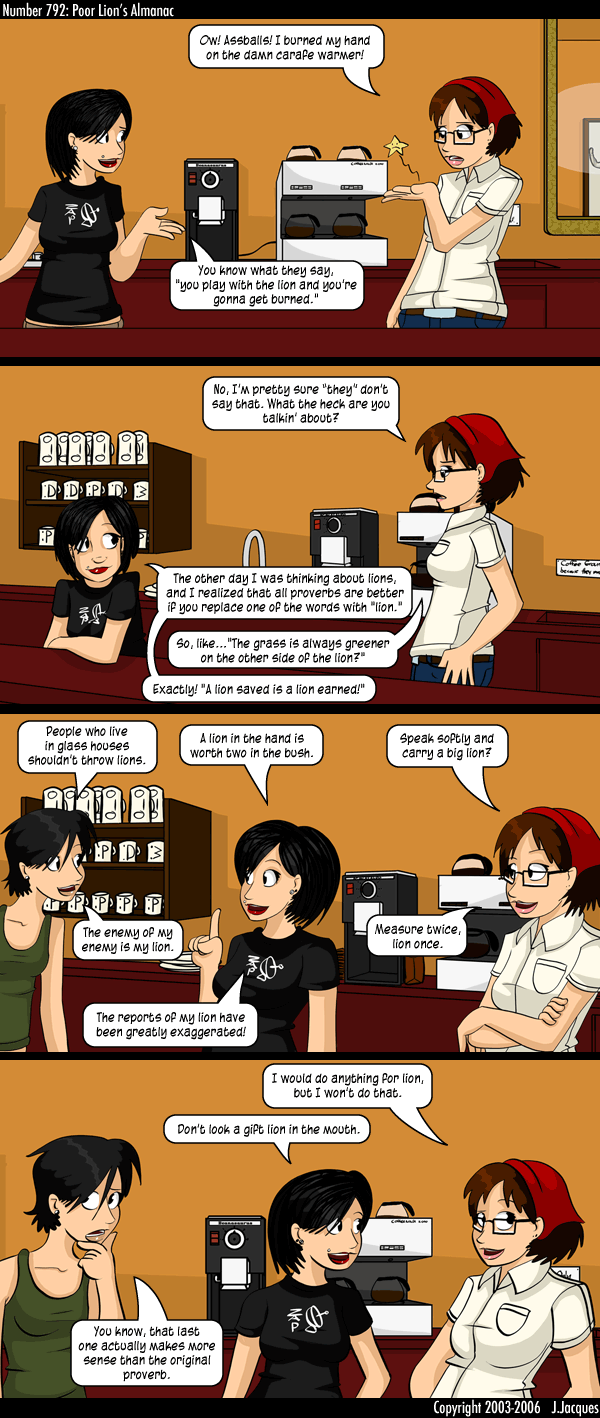 Number 792: Poor Lion's Almanac
Ow! Assballs! I burned my hand
on the damn carafe warmer!
You know what they say,
"you play with the lion and you're
gonna get burned."
No, I'm pretty sure "they" don't
say that. What the heck are you
talkin' about?
The other day I was thinking about lions,
and I realized that all proverbs are better
if you replace one of the words with "lion."
So, like..."The grass is always greener
on the other side of the lion?"
Exactly! "A lion saved is a lion earned!"
People who live
in glass houses
shouldn't throw lions.
A lion in the hand is
worth two in the bush.
Speak softly and
carry a big lion?
The enemy of my
enemy is my lion.
Measure twice,
lion once.
The reports of my lion have
been greatly exaggerated!
I would do anything for lion,
but I won't do that.
Don't look a gift lion in the mouth.
You know, that last
one actually makes more
sense than the original
proverb.
Copyright 2003-2006 J.Jacques